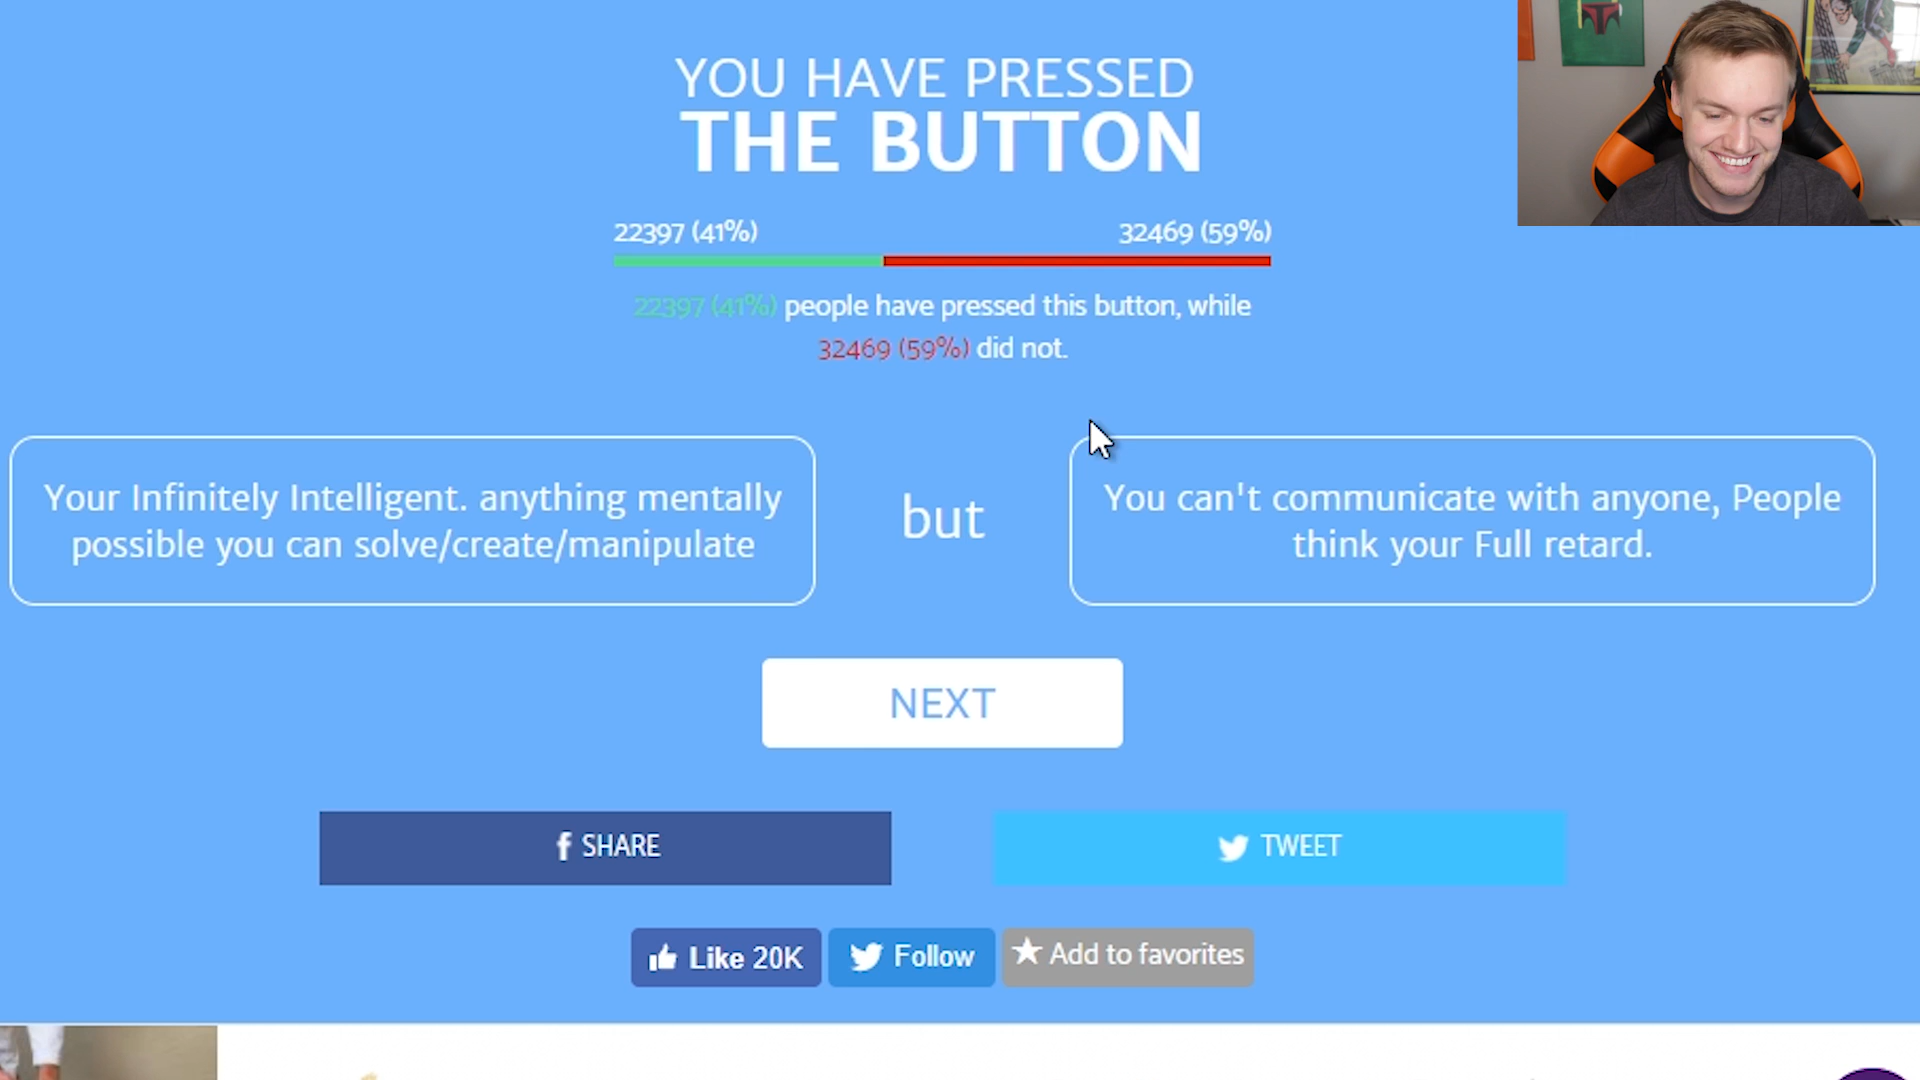 YOU HAVE PRESSED
THE BUTTON
22397 (41%)
32469 (59%)
22397 (41%) people have pressed this button, while
32469 (59%) did not.
Your Infinitely Intelligent. anything mentally
possible you can solve/create/manipulate
but
You can't communicate with anyone, People
think your Full retard.
NEXT
f SHARE
TWEET
Like 20K
Follow
Add to favorites